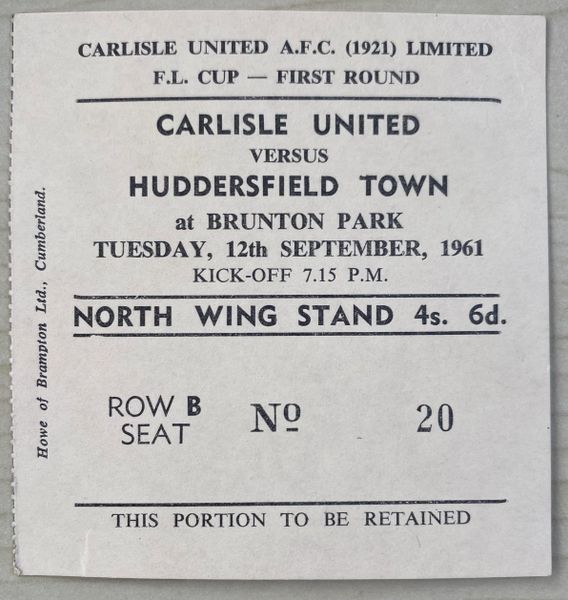 CARLISLE UNITED A.F.C. (1921) LIMITED
F.L. CUP — FIRST ROUND
CARLISLE UNITED
VERSUS
HUDDERSFIELD TOWN
at BRUNTON PARK
TUESDAY, 12th SEPTEMBER, 1961
KICK-OFF 7.15 P.M.
NORTH WING STAND 4s. 6d.
ROW B
SEAT
Nº 20
THIS PORTION TO BE RETAINED
Howe of Brampton Ltd., Cumberland.